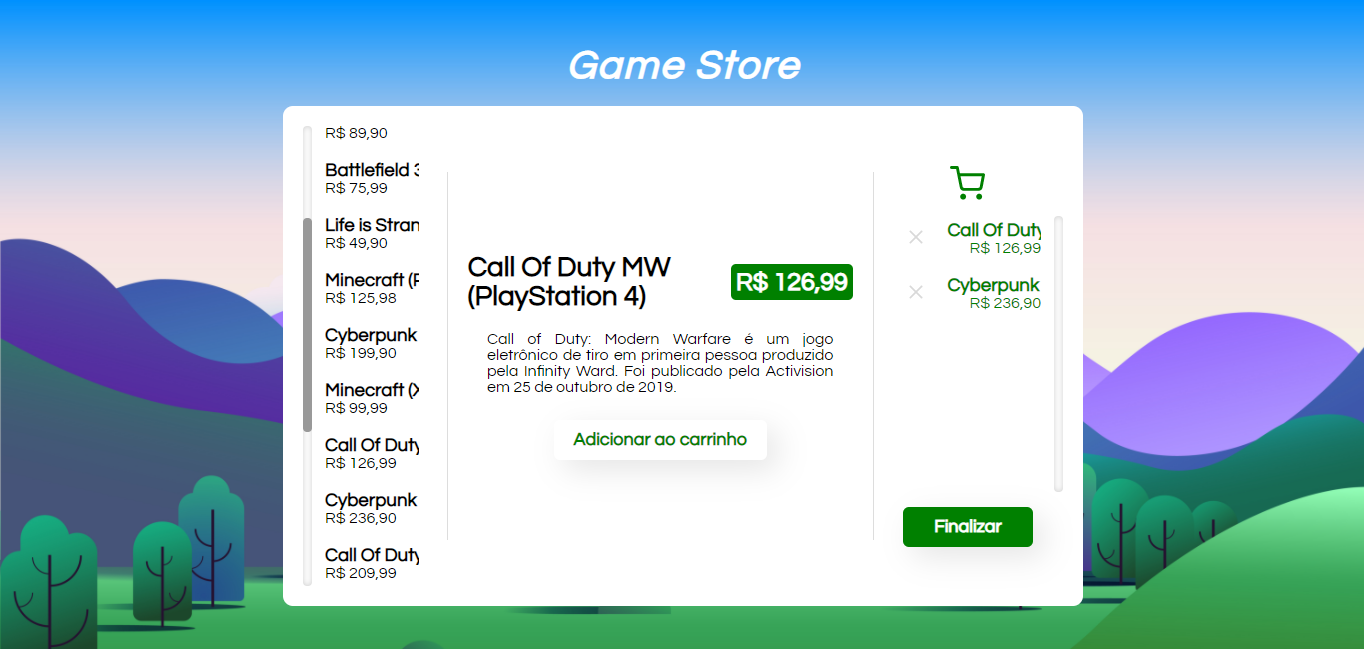 Game Store
R$ 89,90
Battlefield 3
R$ 75,99
Life is Stran
R$ 49,90
Minecraft (P
R$ 125,98
Cyberpunk
R$ 199,90
Minecraft (X
R$ 99,99
Call Of Duty
R$ 126,99
Cyberpunk
R$ 236,90
Call Of Duty
R$ 209,99
Call Of Duty MW
(PlayStation 4)
R$ 126,99
Call of Duty: Modern Warfare é um jogo
eletrônico de tiro em primeira pessoa produzido
pela Infinity Ward. Foi publicado pela Activision
em 25 de outubro de 2019.
Adicionar ao carrinho
Call Of Duty
R$ 126,99
Cyberpunk
R$ 236,90
Finalizar